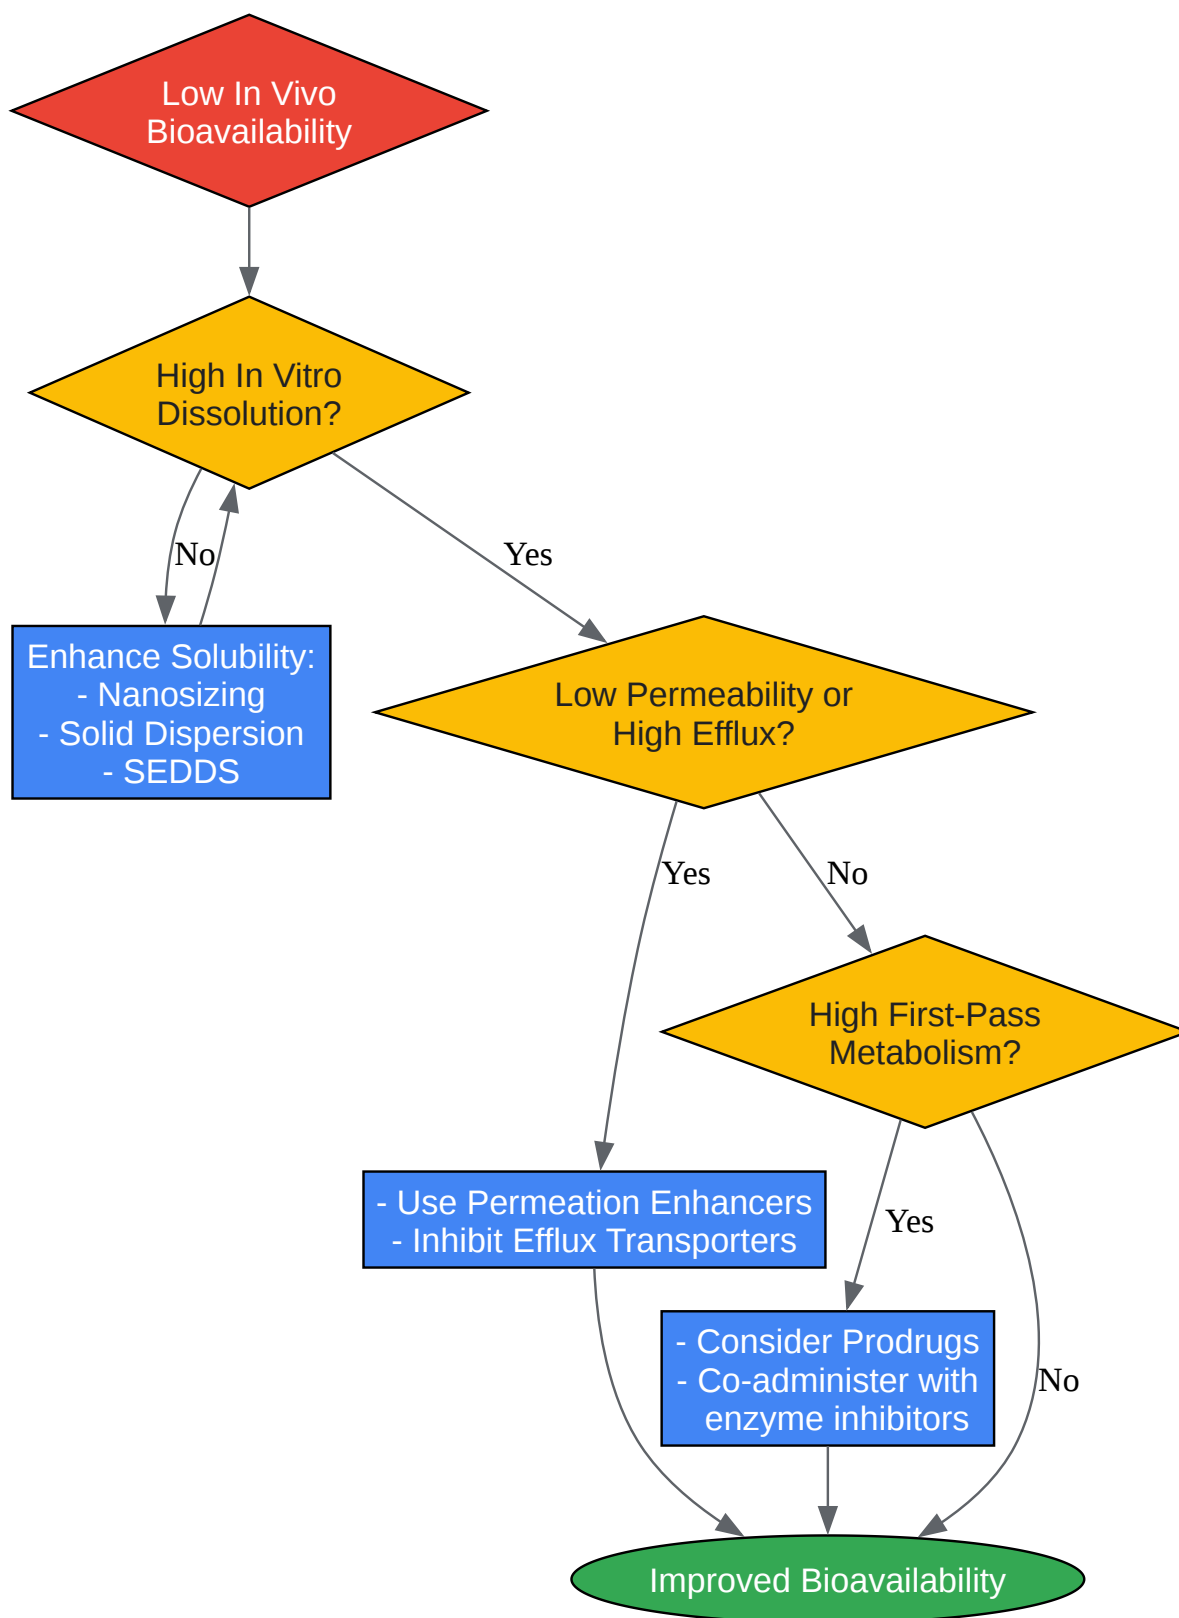 Low In Vivo
Bioavailability
High In Vitro
Dissolution?
No
Yes
Enhance Solubility:
- Nanosizing
- Solid Dispersion
- SEDDS
Low Permeability or
High Efflux?
Yes
No
High First-Pass
Metabolism?
- Use Permeation Enhancers
- Inhibit Efflux Transporters
Yes
- Consider Prodrugs
- Co-administer with
enzyme inhibitors
No
Improved Bioavailability